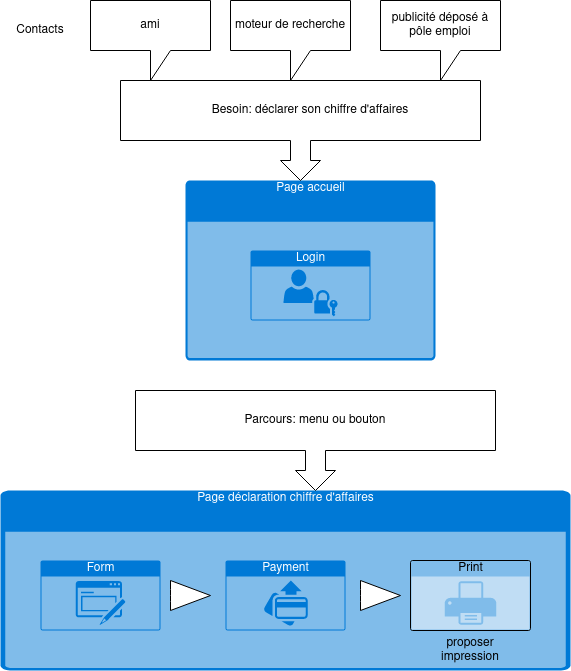 Contacts
ami
moteur de recherche
publicité déposé à
pôle emploi
Besoin: déclarer son chiffre d'affaires
Page accueil
Login
Parcours: menu ou bouton
Page déclaration chiffre d'affaires
Form
Payment
Print
proposer
impression